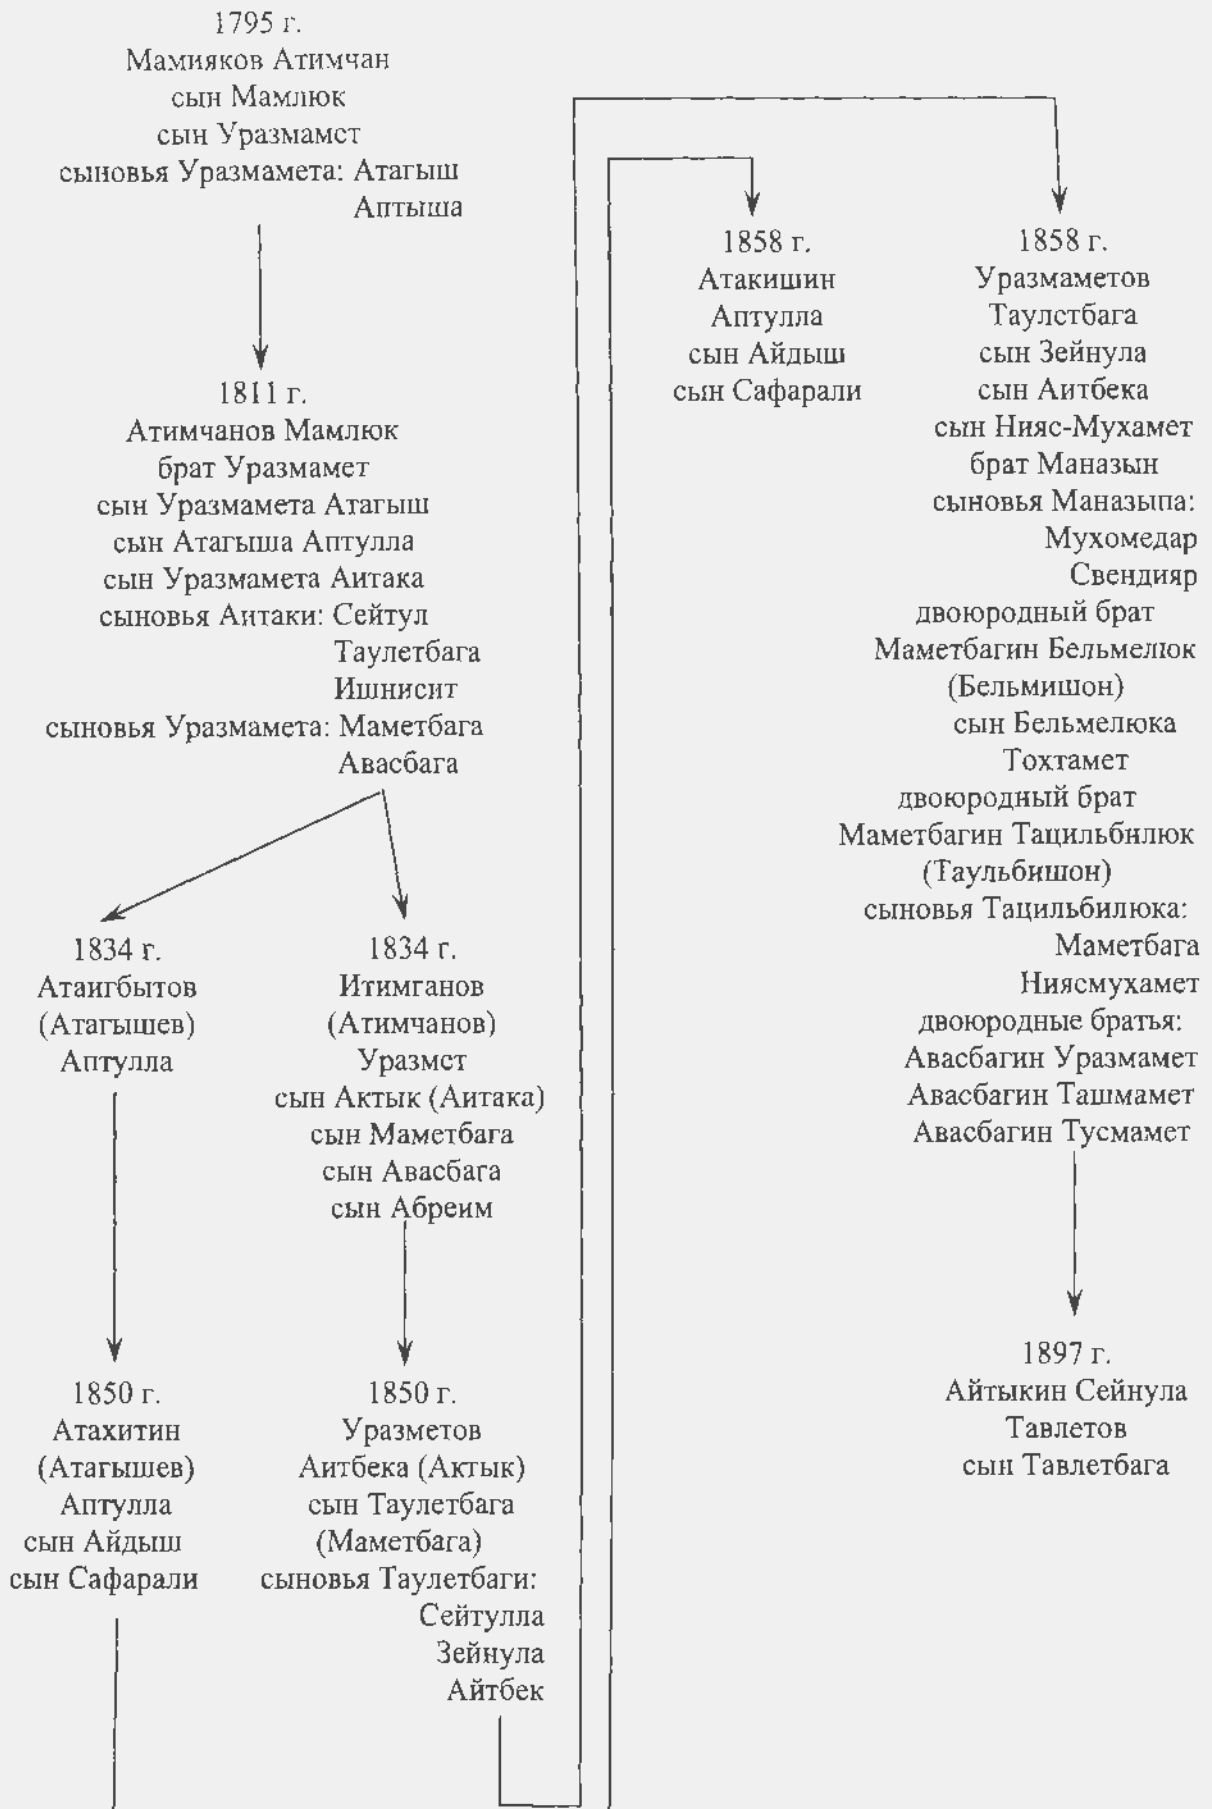 1795 г.
Мамияков Атимчан
сын Мамлюк
сын Уразмамст
сыновья Уразмамета: Атагыш
Аптыша
1811 г.
Атимчанов Мамлюк
брат Уразмамет
сын Уразмамета Атагыш
сын Атагыша Аптулла
сын Уразмамета Аитака
сыновья Аитаки: Сейтул
Таулетбага
Ишнисит
сыновья Уразмамета: Маметбага
Авасбага
1834 г.
Атаигбытов
(Атагышев)
Аптулла
1834 г.
Итимганов
(Атимчанов)
Уразмст
сын Актык (Аитака)
сын Маметбага
сын Авасбага
сын Абреим
1850 г.
Атахитин
(Атагышев)
Аптулла
сын Айдыш
сын Сафарали
1850 г.
Уразметов
Аитбека (Актык)
сын Таулетбага
(Маметбага)
сыновья Таулетбаги:
Сейтулла
Зейнула
Айтбек
1858 г.
Атакишин
Аптулла
сын Айдыш
сын Сафарали
1858 г.
Уразмаметов
Таулстбага
сын Зейнула
сын Аитбека
сын Нияс-Мухамет
брат Маназын
сыновья Маназыпа:
Мухомедар
Свендияр
двоюродный брат
Маметбагин Бельмелюк
(Бельмишон)
сын Бельмелюка
Тохтамет
двоюродный брат
Маметбагин Тацильбилюк
(Таульбишон)
сыновья Тацильбилюка:
Маметбага
Ниясмухамет
двоюродные братья:
Авасбагин Уразмамет
Авасбагин Ташмамет
Авасбагин Тусмамет
1897 г.
Айтыкин Сейнула
Тавлетов
сын Тавлетбага